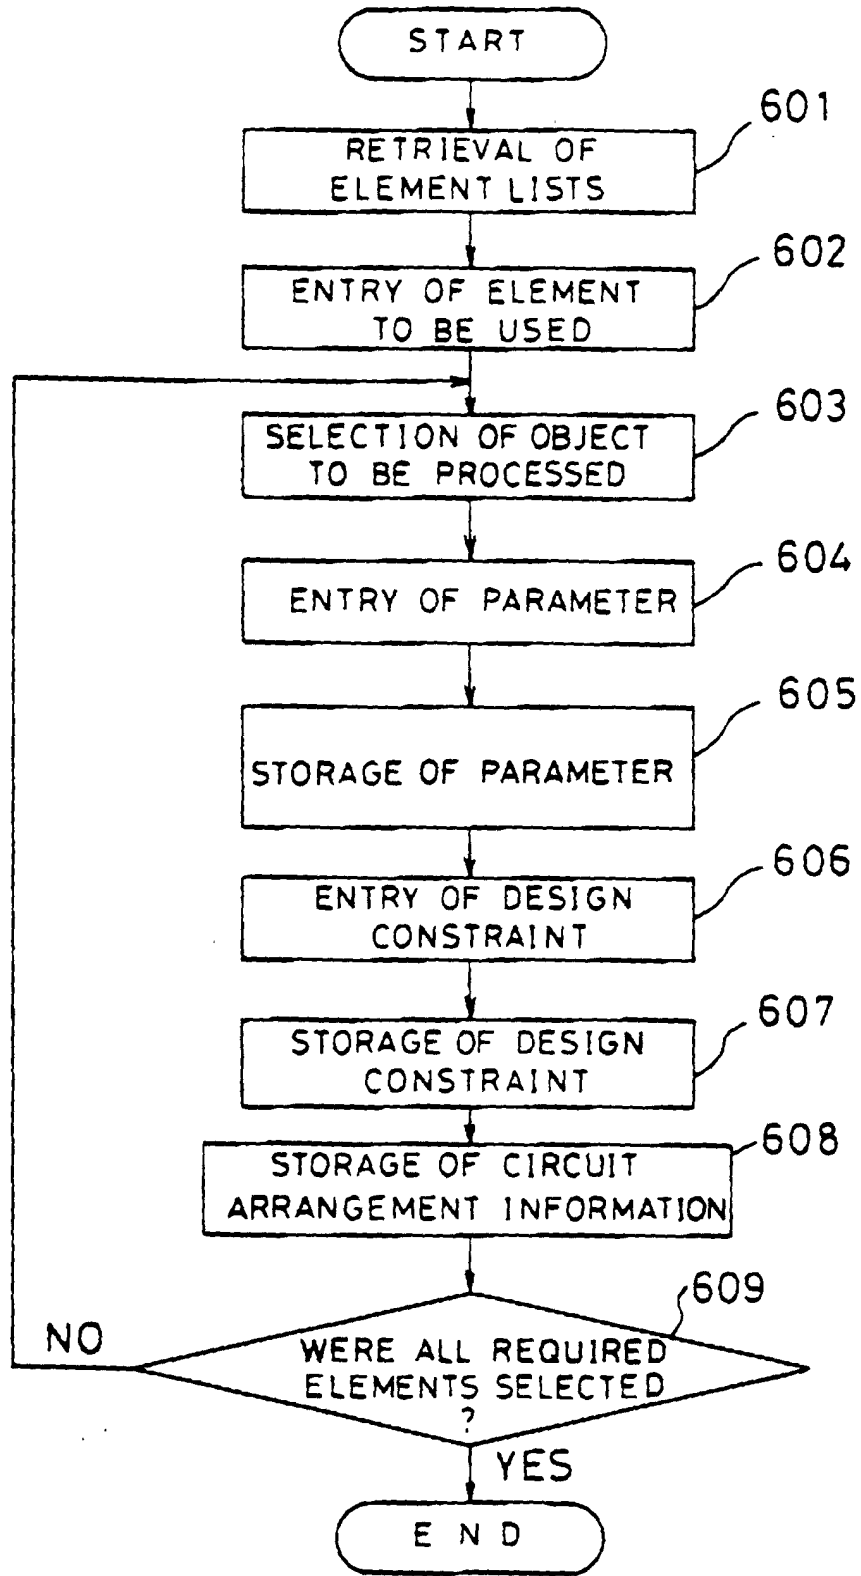 START
601
RETRIEVAL OF
ELEMENT LISTS
602
ENTRY OF ELEMENT
TO BE USED
603
SELECTION OF OBJECT
TO BE PROCESSED
604
ENTRY OF PARAMETER
605
STORAGE OF PARAMETER
606
ENTRY OF DESIGN
CONSTRAINT
607
STORAGE OF DESIGN
CONSTRAINT
608
STORAGE OF CIRCUIT
ARRANGEMENT INFORMATION
609
NO
WERE ALL REQUIRED
ELEMENTS SELECTED
?
YES
END